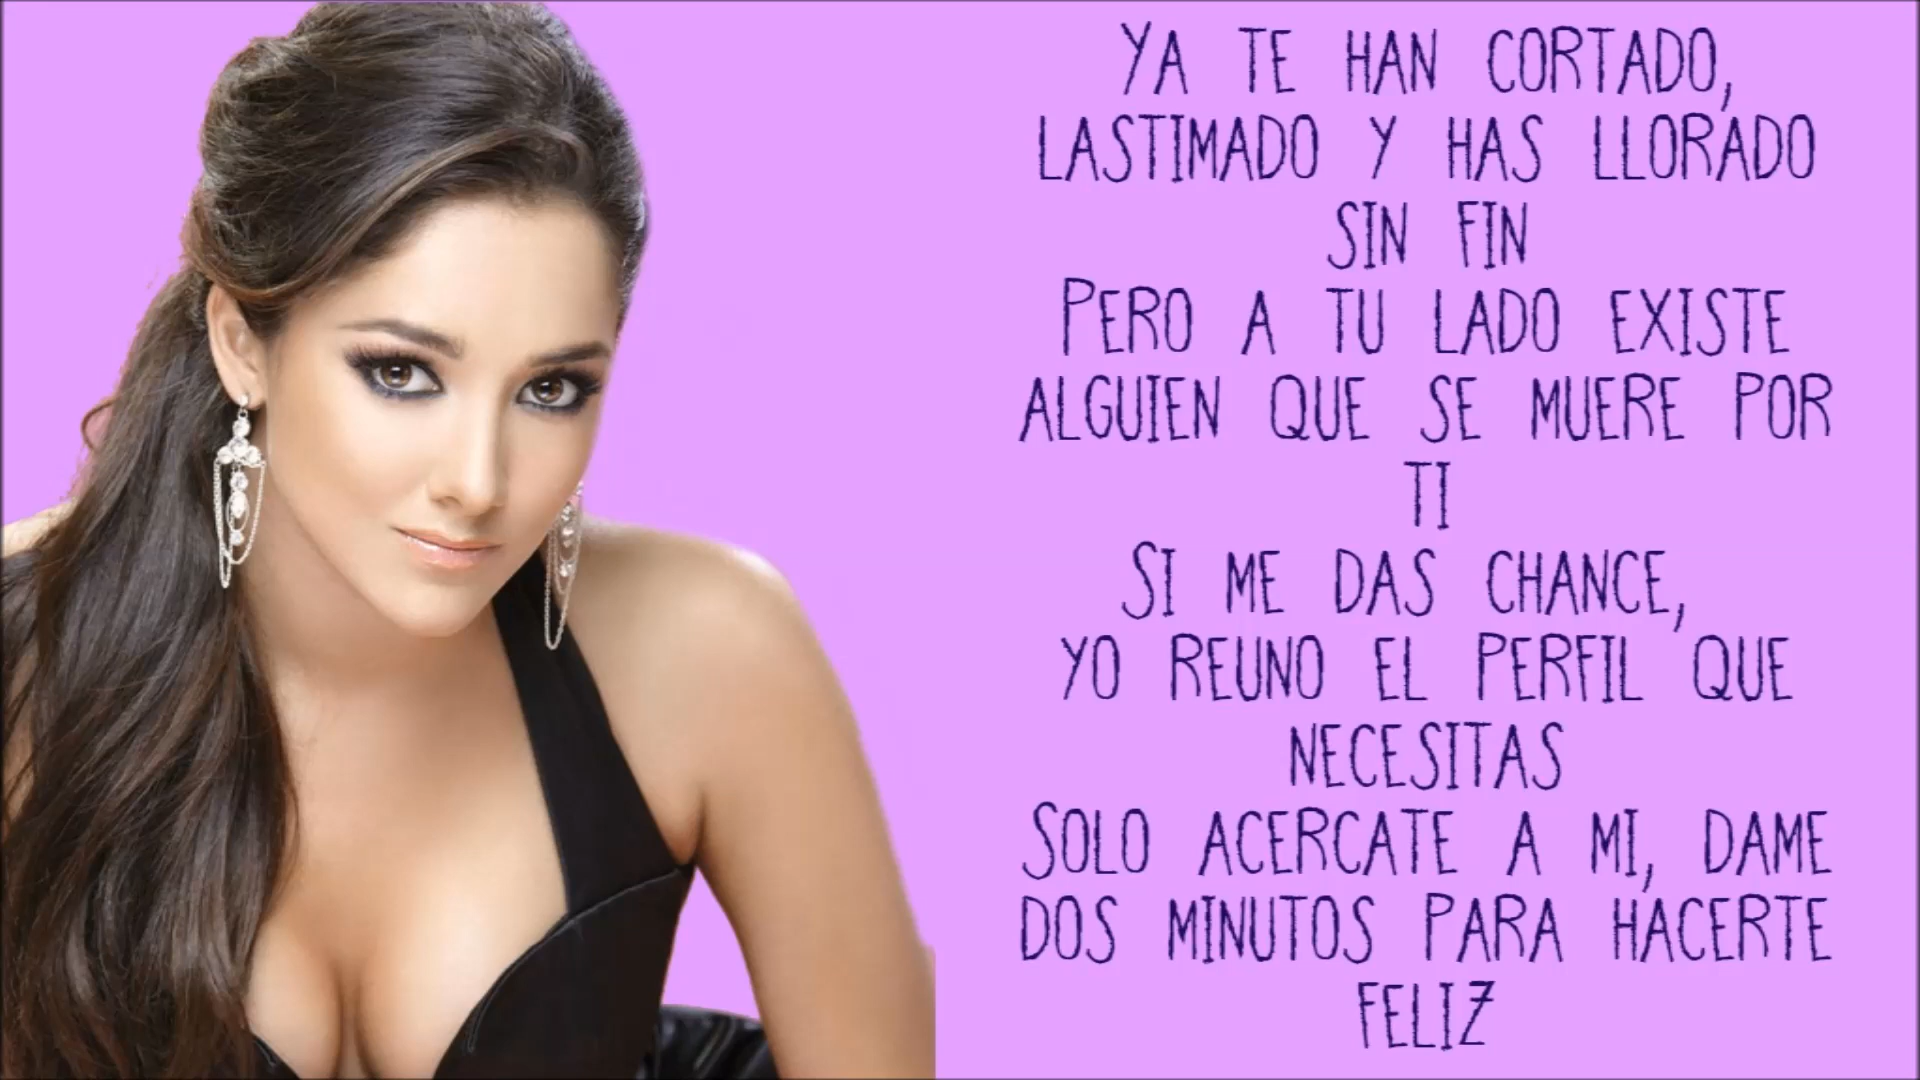 YA TE HAN CORTADO,
LASTIMADO Y HAS LLORADO
SIN FIN
PERO A TU LADO EXISTE
ALGUIEN QUE SE MUERE POR
TI
SI ME DAS CHANCE,
YO REUNO EL PERFIL QUE
NECESITAS
SOLO ACERCATE A MI, DAME
DOS MINUTOS PARA HACERTE
FELIZ